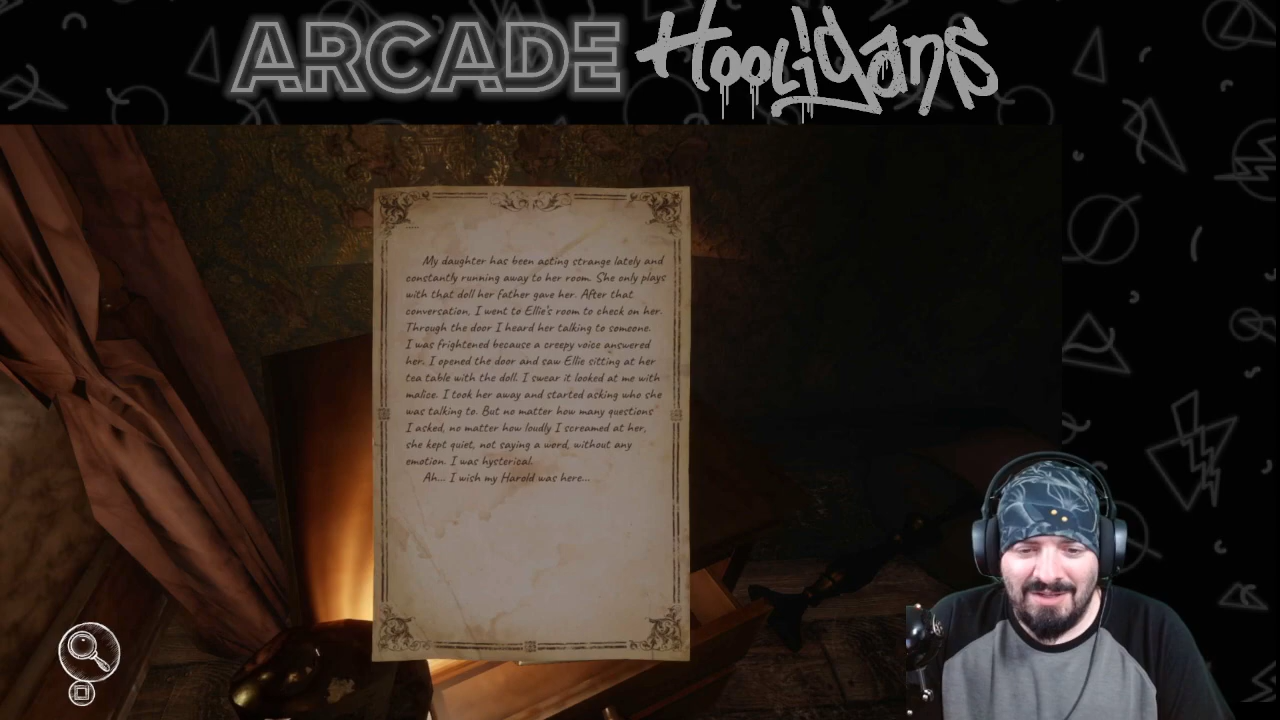 ARCADE Hooligans
.....
My daughter has been acting strange lately and
constantly running away to her room. She only plays
with that doll her father gave her. After that
conversation, I went to Ellie's room to check on her.
Through the door I heard her talking to someone.
I was frightened because a creepy voice answered
her. I opened the door and saw Ellie sitting at her
tea table with the doll. I swear it looked at me with
malice. I took her away and started asking who she
was talking to. But no matter how many questions
I asked, no matter how loudly I screamed at her,
she kept quiet, not saying a word, without any
emotion. I was hysterical.
Ah... I wish my Harold was here...